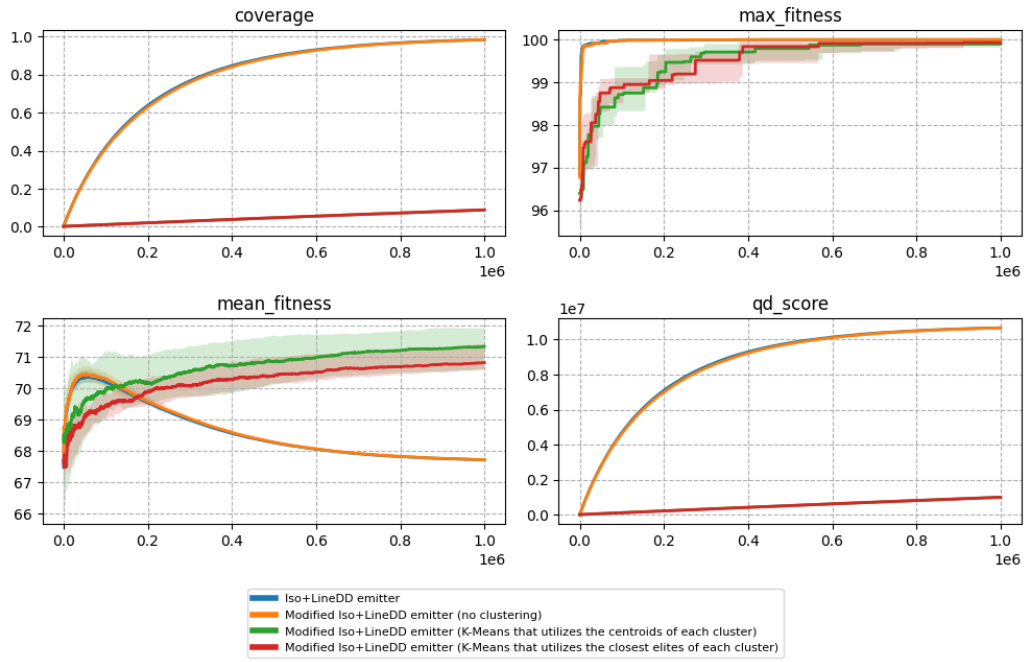 coverage
1.0
0.8
0.6
0.4
0.2
0.0
0.0 0.2 0.4 0.6 0.8 1.0
1e6
max_fitness
100
99
98
97
96
0.0 0.2 0.4 0.6 0.8 1.0
1e6
mean_fitness
72
71
70
69
68
67
66
0.0 0.2 0.4 0.6 0.8 1.0
1e6
qd_score
1e7
1.0
0.8
0.6
0.4
0.2
0.0
0.0 0.2 0.4 0.6 0.8 1.0
1e6
Iso+LineDD emitter
Modified Iso+LineDD emitter (no clustering)
Modified Iso+LineDD emitter (K-Means that utilizes the centroids of each cluster)
Modified Iso+LineDD emitter (K-Means that utilizes the closest elites of each cluster)